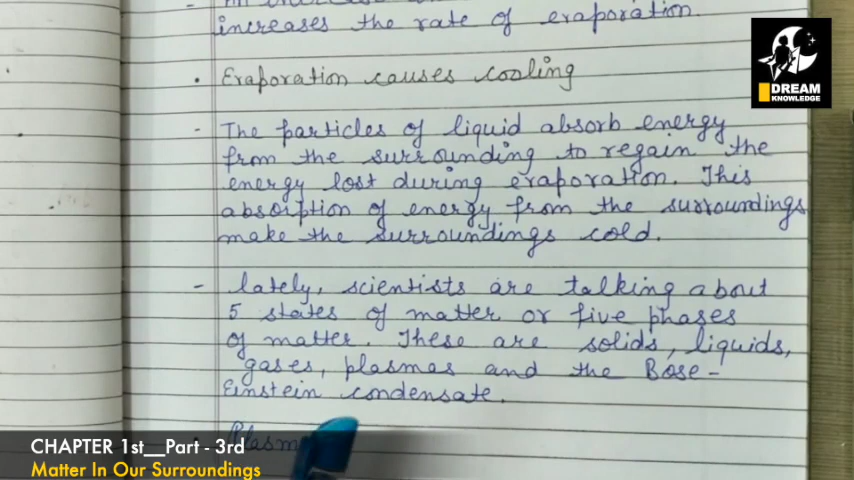 increases the rate of evaporation.
• Evaporation causes cooling
- The particles of liquid absorb energy
from the surrounding to regain the
energy lost during evaporation. This
absorption of energy from the surroundings
make the surroundings cold.
- lately, scientists are talking about
5 states of matter or five phases
of matter. These are solids, liquids,
gases, plasmas and the Bose-
Einstein condensate.
DREAM
KNOWLEDGE
CHAPTER 1st__Part - 3rd
Matter In Our Surroundings